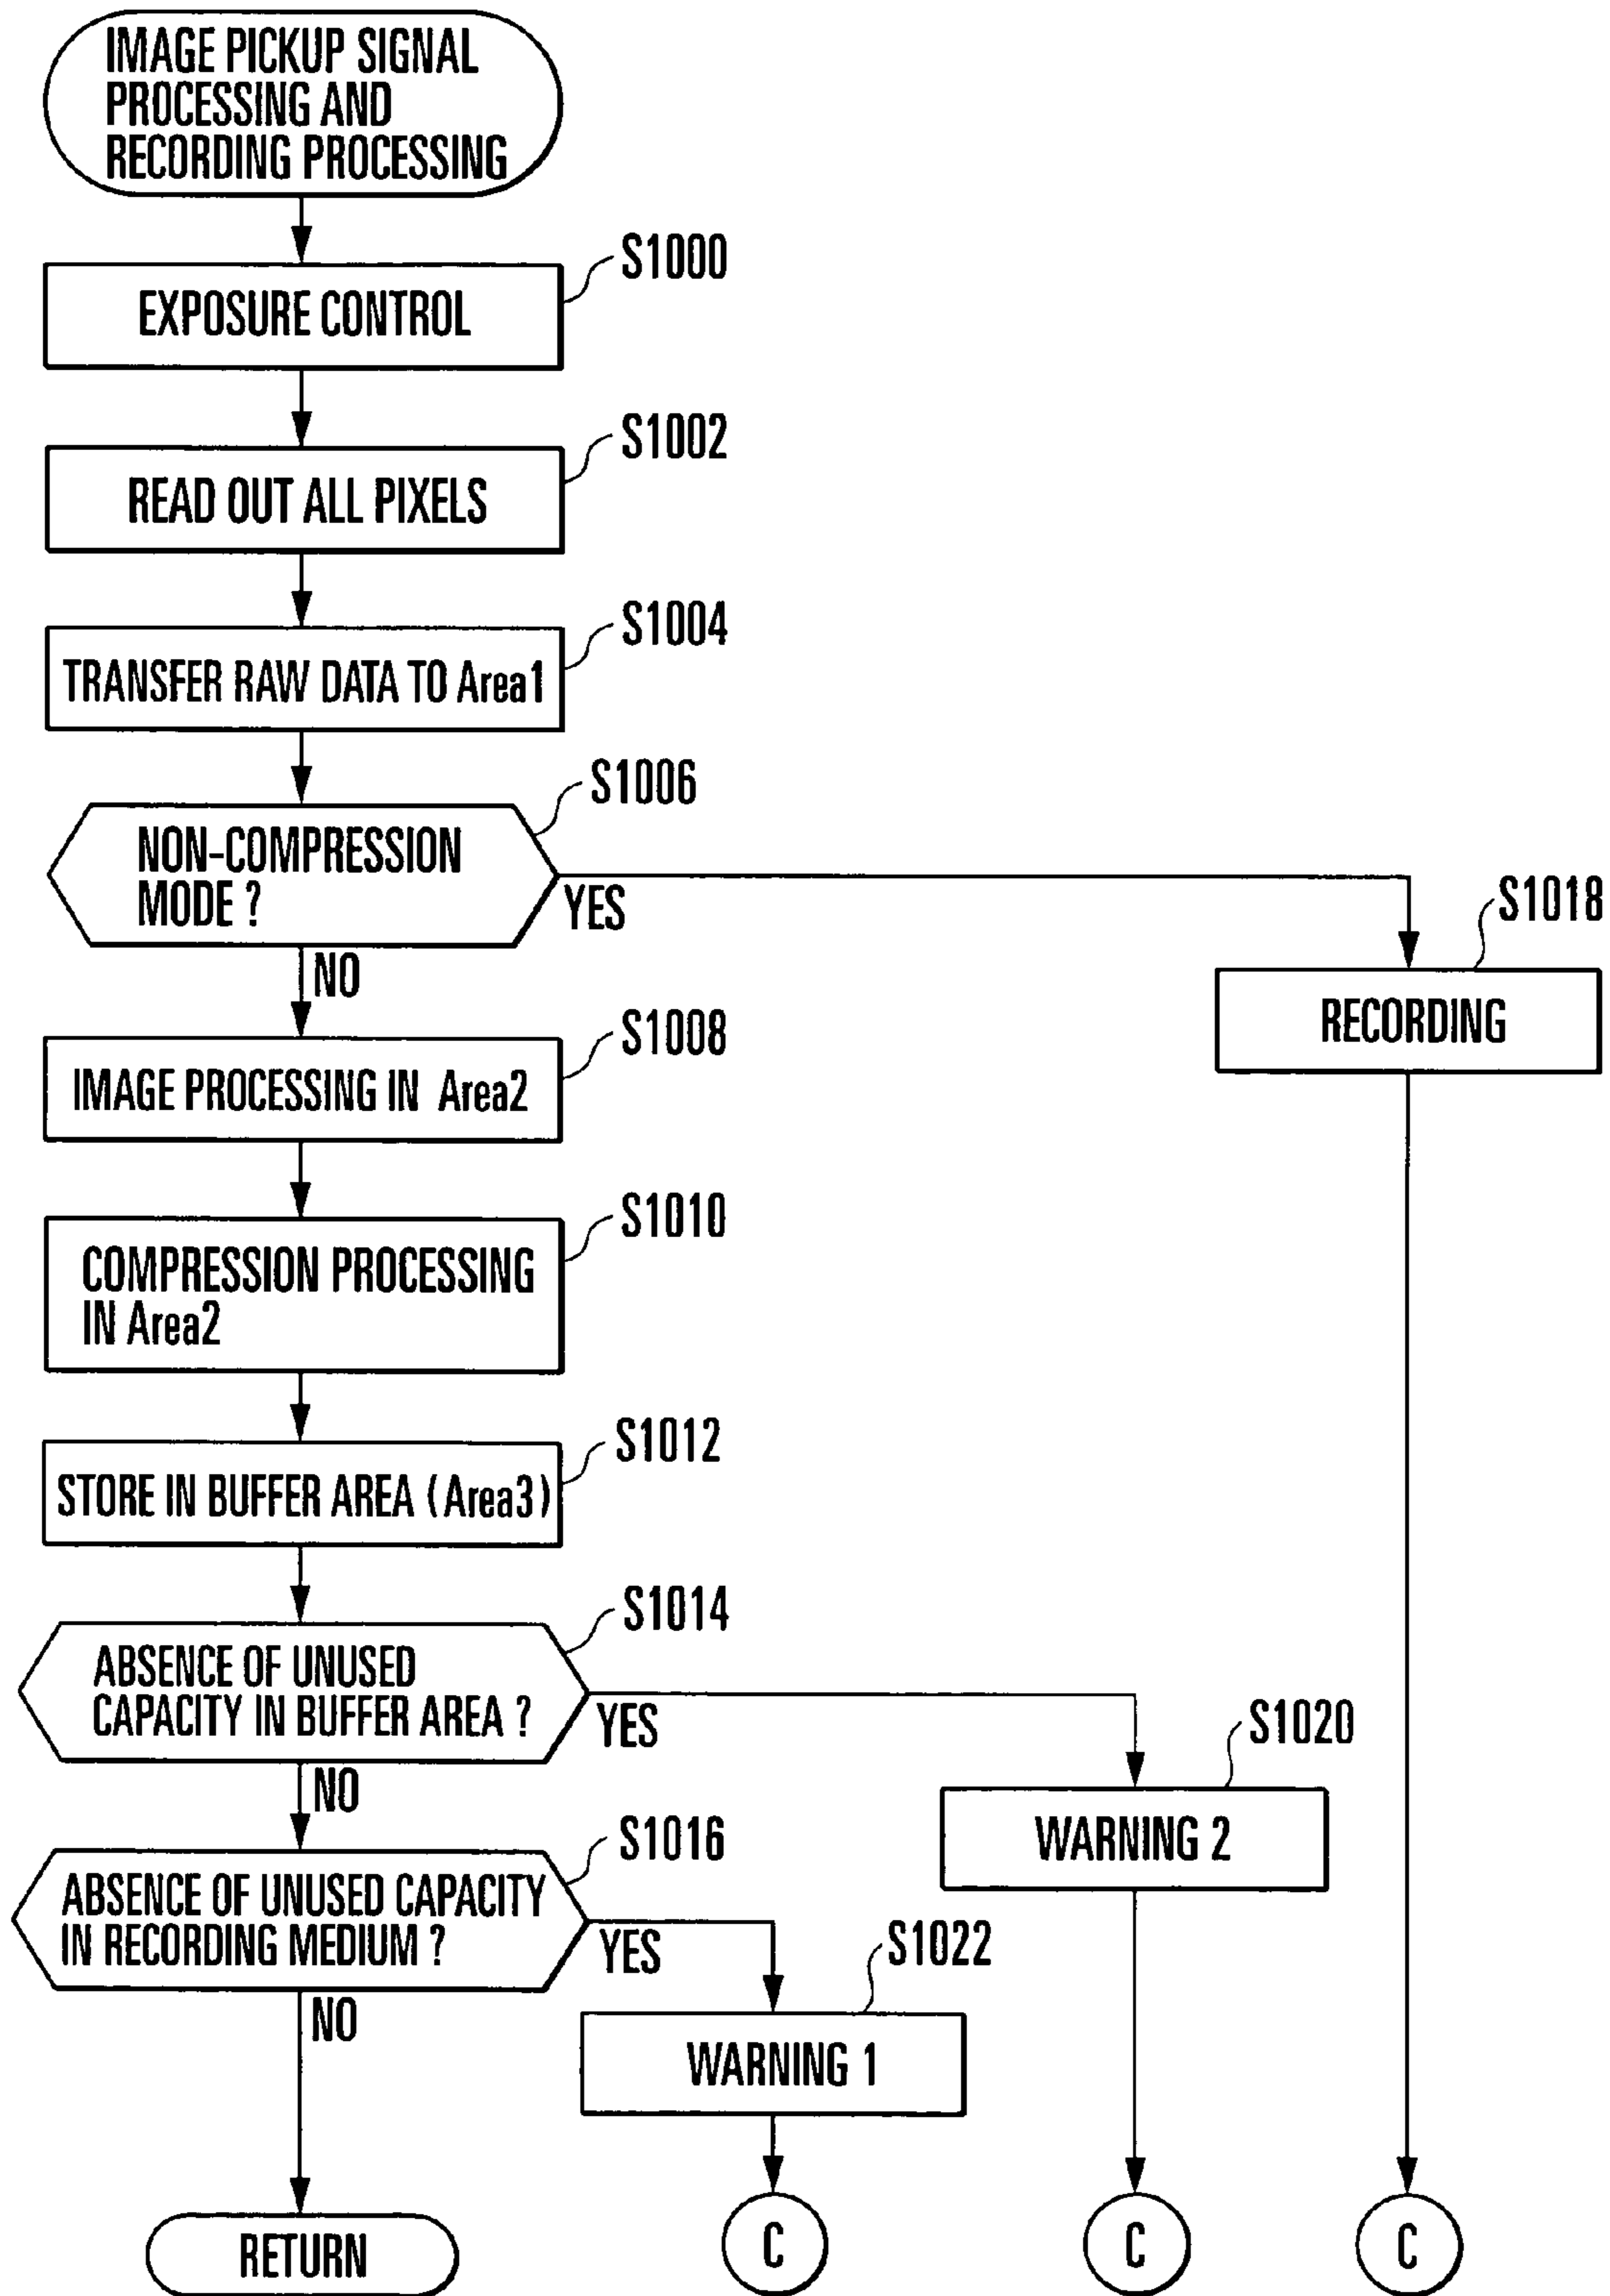 IMAGE PICKUP SIGNAL
PROCESSING AND
RECORDING PROCESSING
S1000
EXPOSURE CONTROL
S1002
READ OUT ALL PIXELS
S1004
TRANSFER RAW DATA TO Area1
S1006
NON-COMPRESSION
MODE ?
YES
NO
S1018
RECORDING
S1008
IMAGE PROCESSING IN Area2
S1010
COMPRESSION PROCESSING
IN Area2
S1012
STORE IN BUFFER AREA (Area3)
S1014
ABSENCE OF UNUSED
CAPACITY IN BUFFER AREA ?
YES
NO
S1020
WARNING 2
S1016
ABSENCE OF UNUSED CAPACITY
IN RECORDING MEDIUM ?
YES
NO
S1022
WARNING 1
RETURN
C
C
C